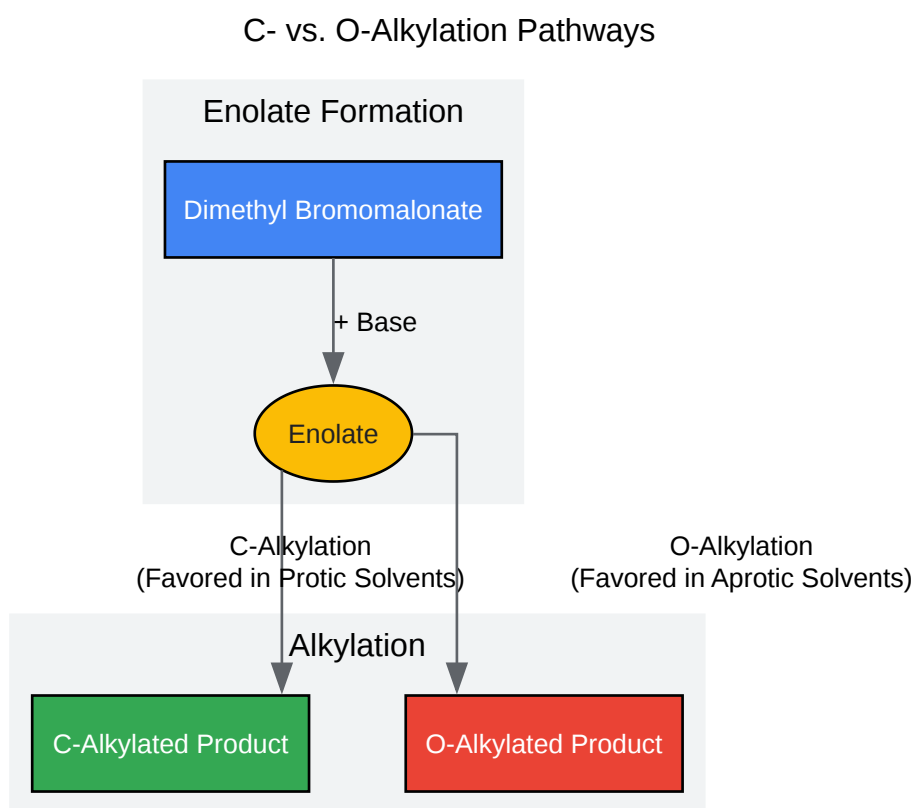 C- vs. O-Alkylation Pathways
Enolate Formation
Dimethyl Bromomalonate
+ Base
Enolate
C-Alkylation
(Favored in Protic Solvents)
O-Alkylation
(Favored in Aprotic Solvents)
Alkylation
C-Alkylated Product
O-Alkylated Product